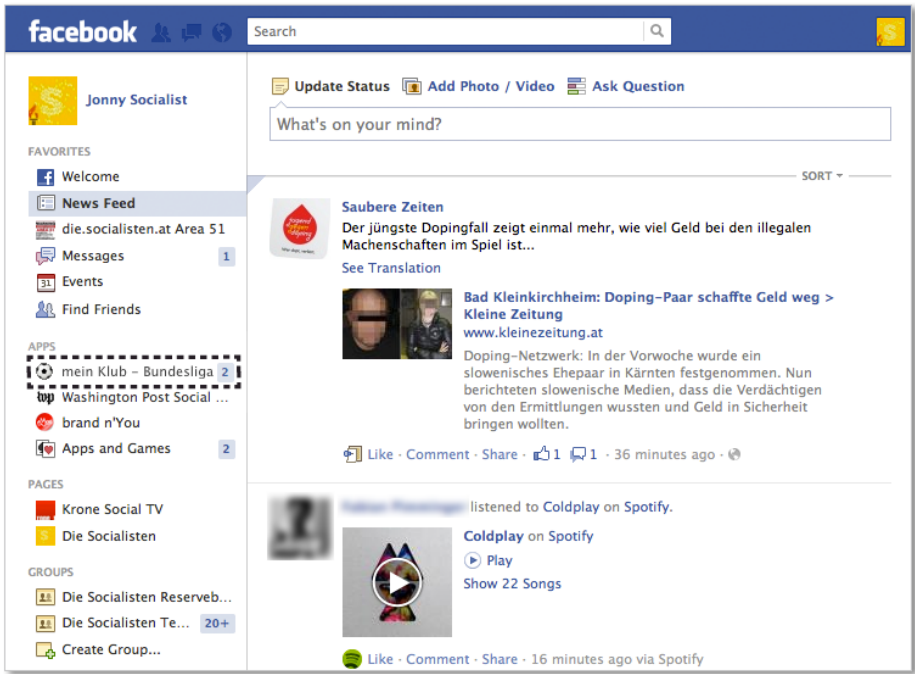 facebook
Search
Jonny Socialist
FAVORITES
Welcome
News Feed
die.socialisten.at Area 51
Messages 1
Events
Find Friends
APPS
mein Klub – Bundesliga 2
Washington Post Social ...
brand n'You
Apps and Games 2
PAGES
Krone Social TV
Die Socialisten
GROUPS
Die Socialisten Reserveb...
Die Socialisten Te... 20+
Create Group...
Update Status Add Photo / Video Ask Question
What's on your mind?
SORT
Saubere Zeiten
Der jüngste Dopingfall zeigt einmal mehr, wie viel Geld bei den illegalen
Machenschaften im Spiel ist...
See Translation
Bad Kleinkirchheim: Doping-Paar schaffte Geld weg >
Kleine Zeitung
www.kleinezeitung.at
Doping-Netzwerk: In der Vorwoche wurde ein
slowenisches Ehepaar in Kärnten festgenommen. Nun
berichteten slowenische Medien, dass die Verdächtigen
von den Ermittlungen wussten und Geld in Sicherheit
bringen wollten.
Like · Comment · Share · 1 1 · 36 minutes ago ·
listened to Coldplay on Spotify.
Coldplay on Spotify
Play
Show 22 Songs
Like · Comment · Share · 16 minutes ago via Spotify